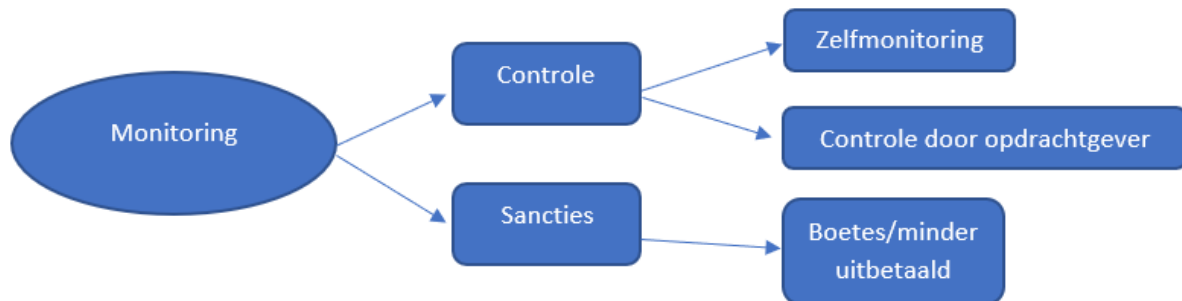 Monitoring
Controle
Zelfmonitoring
Controle door opdrachtgever
Sancties
Boetes/minder
uitbetaald